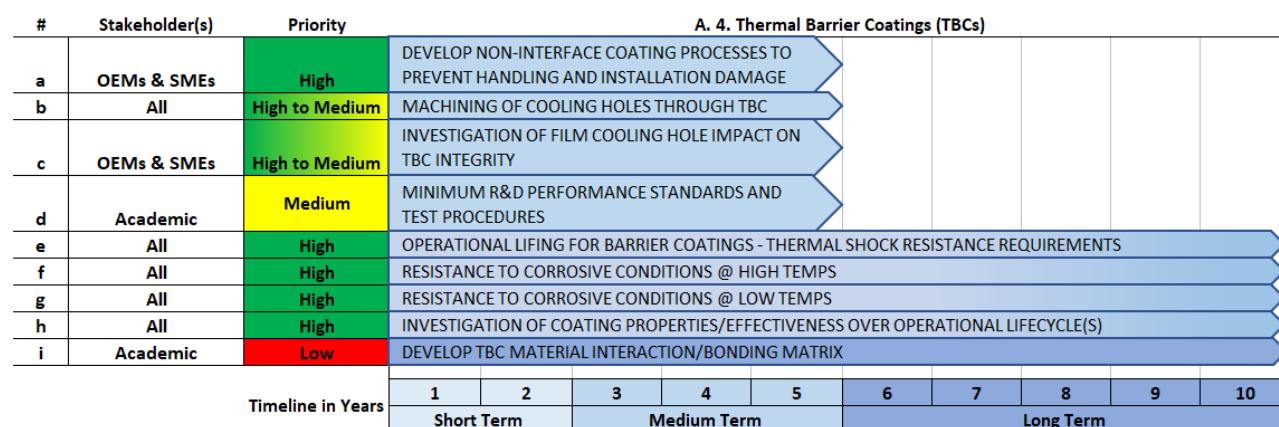 # Stakeholder(s) Priority A. 4. Thermal Barrier Coatings (TBCs)
a OEMs & SMEs High DEVELOP NON-INTERFACE COATING PROCESSES TO
PREVENT HANDLING AND INSTALLATION DAMAGE
b All High to Medium MACHINING OF COOLING HOLES THROUGH TBC
c OEMs & SMEs High to Medium INVESTIGATION OF FILM COOLING HOLE IMPACT ON
TBC INTEGRITY
d Academic Medium MINIMUM R&D PERFORMANCE STANDARDS AND
TEST PROCEDURES
e All High OPERATIONAL LIFING FOR BARRIER COATINGS - THERMAL SHOCK RESISTANCE REQUIREMENTS
f All High RESISTANCE TO CORROSIVE CONDITIONS @ HIGH TEMPS
g All High RESISTANCE TO CORROSIVE CONDITIONS @ LOW TEMPS
h All High INVESTIGATION OF COATING PROPERTIES/EFFECTIVENESS OVER OPERATIONAL LIFECYCLE(S)
i Academic Low DEVELOP TBC MATERIAL INTERACTION/BONDING MATRIX
Timeline in Years 1 2 3 4 5 6 7 8 9 10
Short Term Medium Term Long Term